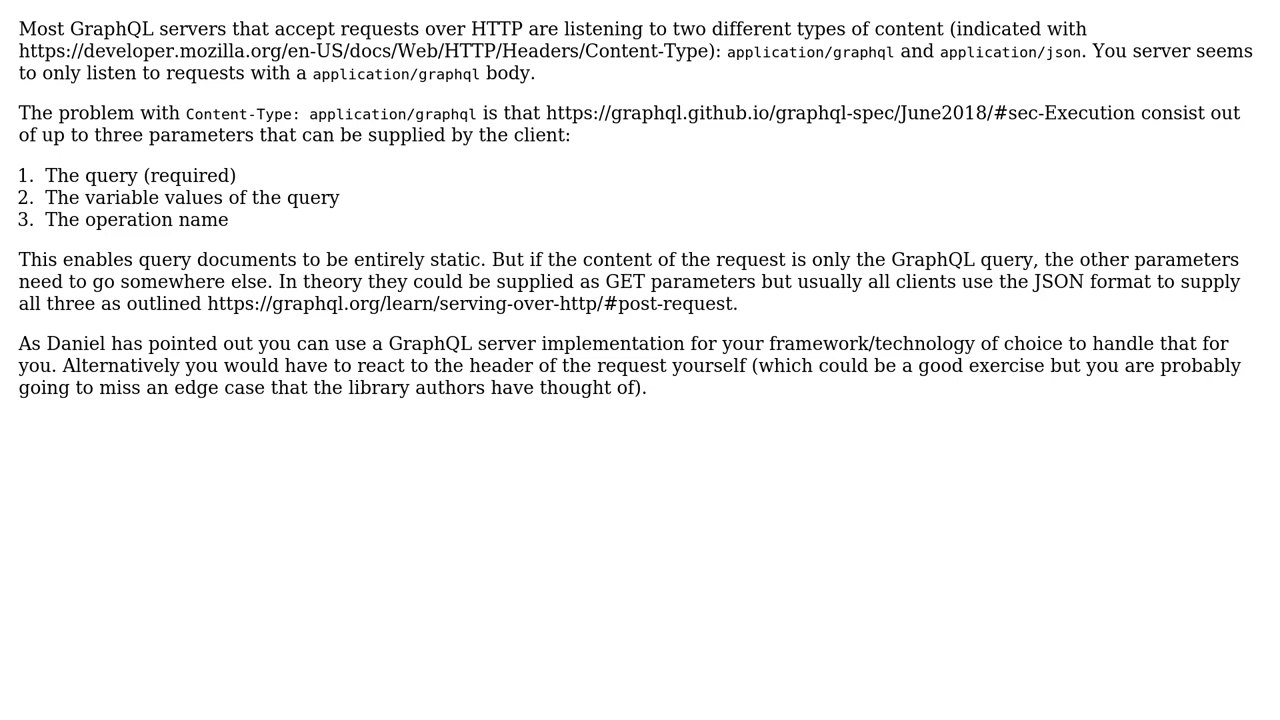 Most GraphQL servers that accept requests over HTTP are listening to two different types of content (indicated with
https://developer.mozilla.org/en-US/docs/Web/HTTP/Headers/Content-Type): application/graphql and application/json. You server seems
to only listen to requests with a application/graphql body.
The problem with Content-Type: application/graphql is that https://graphql.github.io/graphql-spec/June2018/#sec-Execution consist out
of up to three parameters that can be supplied by the client:
1. The query (required)
2. The variable values of the query
3. The operation name
This enables query documents to be entirely static. But if the content of the request is only the GraphQL query, the other parameters
need to go somewhere else. In theory they could be supplied as GET parameters but usually all clients use the JSON format to supply
all three as outlined https://graphql.org/learn/serving-over-http/#post-request.
As Daniel has pointed out you can use a GraphQL server implementation for your framework/technology of choice to handle that for
you. Alternatively you would have to react to the header of the request yourself (which could be a good exercise but you are probably
going to miss an edge case that the library authors have thought of).